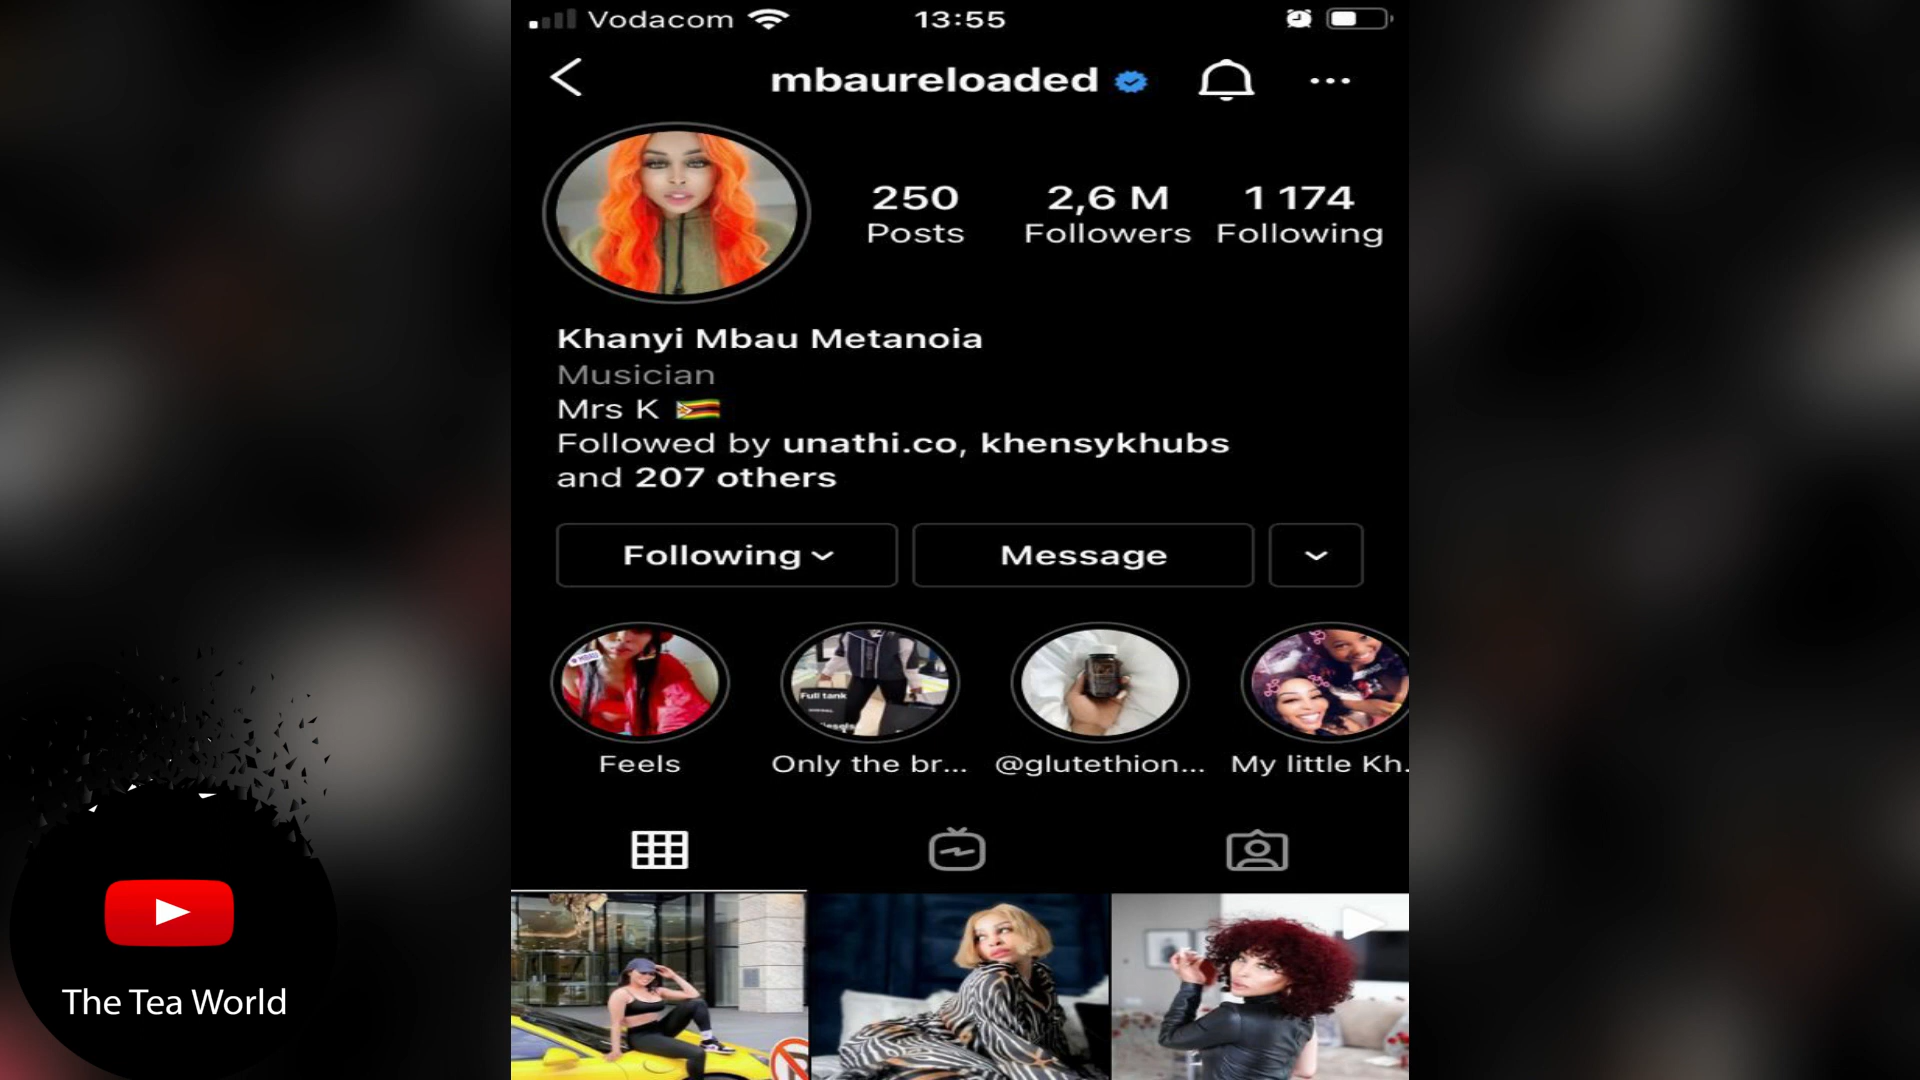 Vodacom
13:55
mbaureloaded
250
Posts
2,6 M
Followers
1 174
Following
Khanyi Mbau Metanoia
Musician
Mrs K
Followed by unathi.co, khensykhubs
and 207 others
Following
Message
Full tank
Feels
Only the br...
@glutethion...
My little Kh.
The Tea World